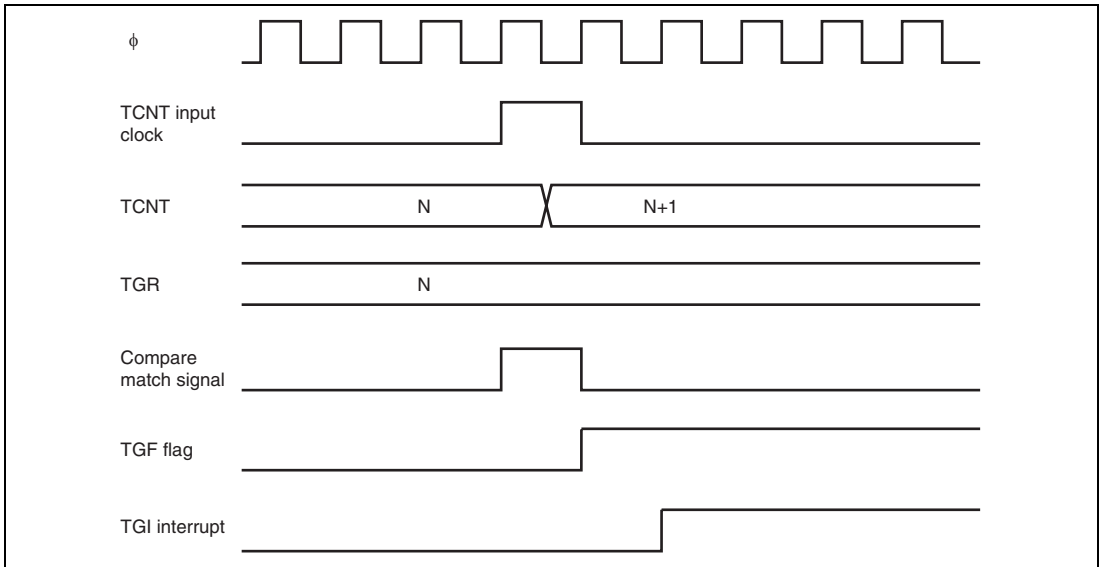 ϕ
TCNT input
clock
TCNT
N
N+1
TGR
N
Compare
match signal
TGF flag
TGI interrupt